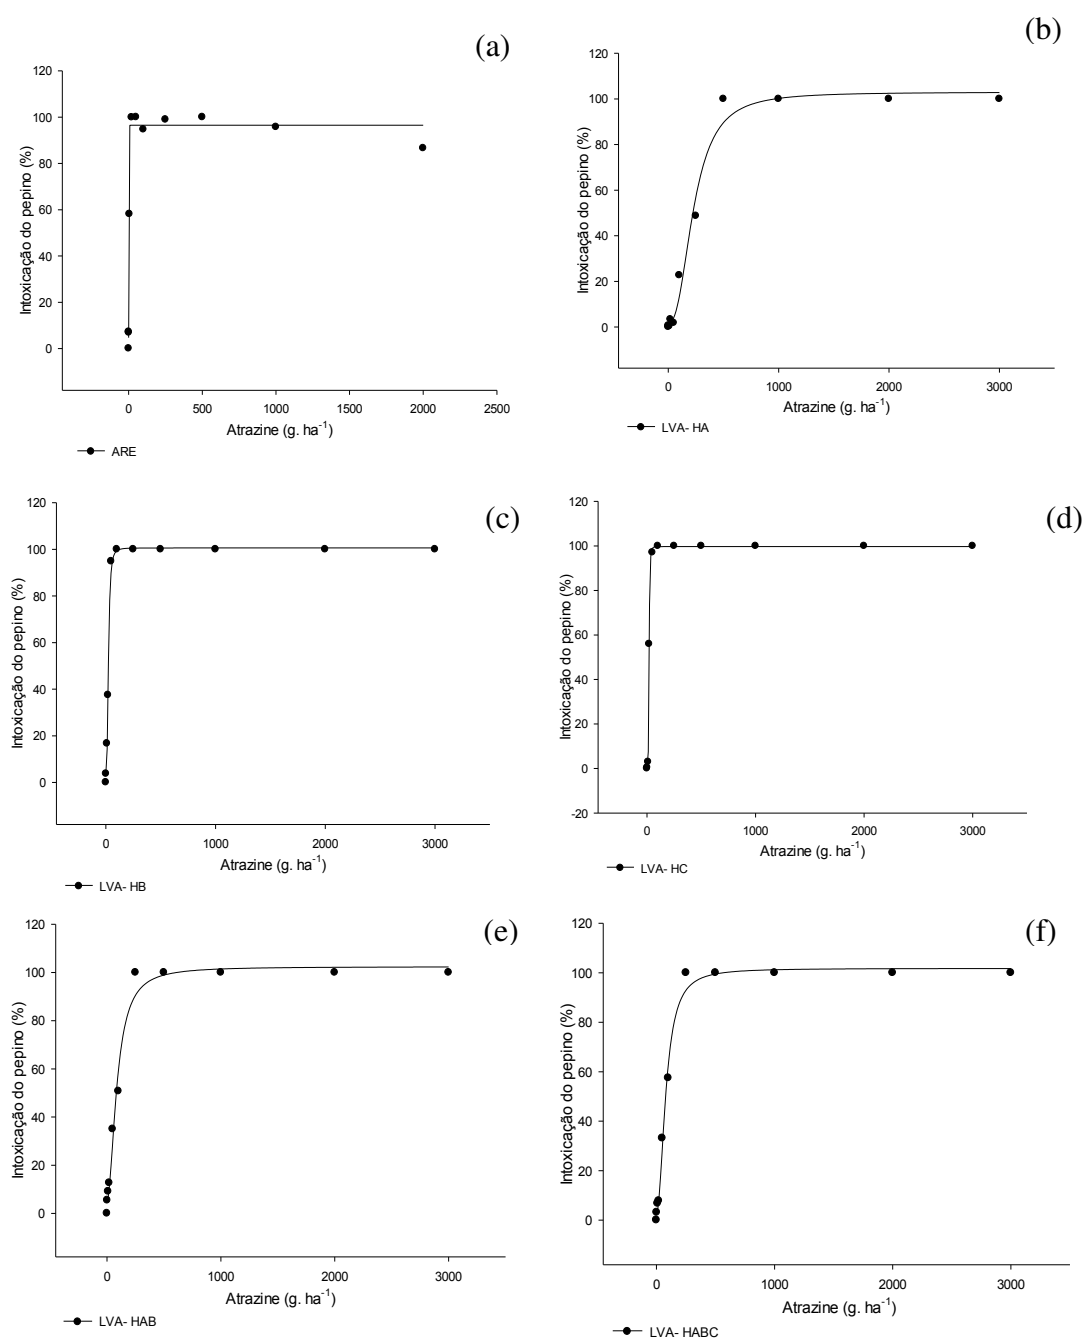 (a)
120
100
80
60
40
20
0
Intoxicação do pepino (%)
0 500 1000 1500 2000 2500
Atrazine (g. ha⁻¹)
ARE
(b)
120
100
80
60
40
20
0
Intoxicação do pepino (%)
0 1000 2000 3000
Atrazine (g. ha⁻¹)
LVA- HA
(c)
120
100
80
60
40
20
0
Intoxicação do pepino (%)
0 1000 2000 3000
Atrazine (g. ha⁻¹)
LVA- HB
(d)
120
100
80
60
40
20
0
-20
Intoxicação do pepino (%)
0 1000 2000 3000
Atrazine (g. ha⁻¹)
LVA- HC
(e)
120
100
80
60
40
20
0
Intoxicação do pepino (%)
0 1000 2000 3000
Atrazine (g. ha⁻¹)
LVA- HAB
(f)
120
100
80
60
40
20
0
Intoxicação do pepino (%)
0 1000 2000 3000
Atrazine (g. ha⁻¹)
LVA- HABC